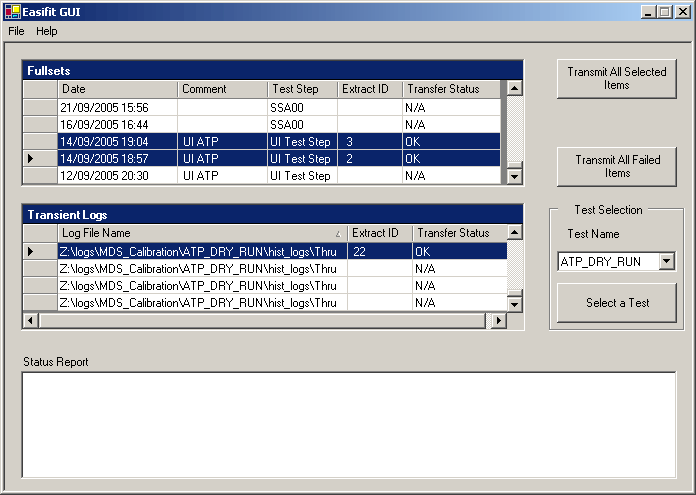 Easifit GUI
File Help
Fullsets
Date Comment Test Step Extract ID Transfer Status
21/09/2005 15:56 SSA00 N/A
16/09/2005 16:44 SSA00 N/A
14/09/2005 19:04 UI ATP UI Test Step 3 OK
14/09/2005 18:57 UI ATP UI Test Step 2 OK
12/09/2005 20:30 N/A
Transmit All Selected
Items
Transmit All Failed
Items
Transient Logs
Log File Name Extract ID Transfer Status
Z:\logs\MDS_Calibration\ATP_DRY_RUN\hist_logs\Thru 22 OK
Z:\logs\MDS_Calibration\ATP_DRY_RUN\hist_logs\Thru N/A
Z:\logs\MDS_Calibration\ATP_DRY_RUN\hist_logs\Thru N/A
Z:\logs\MDS_Calibration\ATP_DRY_RUN\hist_logs\Thru N/A
Test Selection
Test Name
ATP_DRY_RUN
Select a Test
Status Report